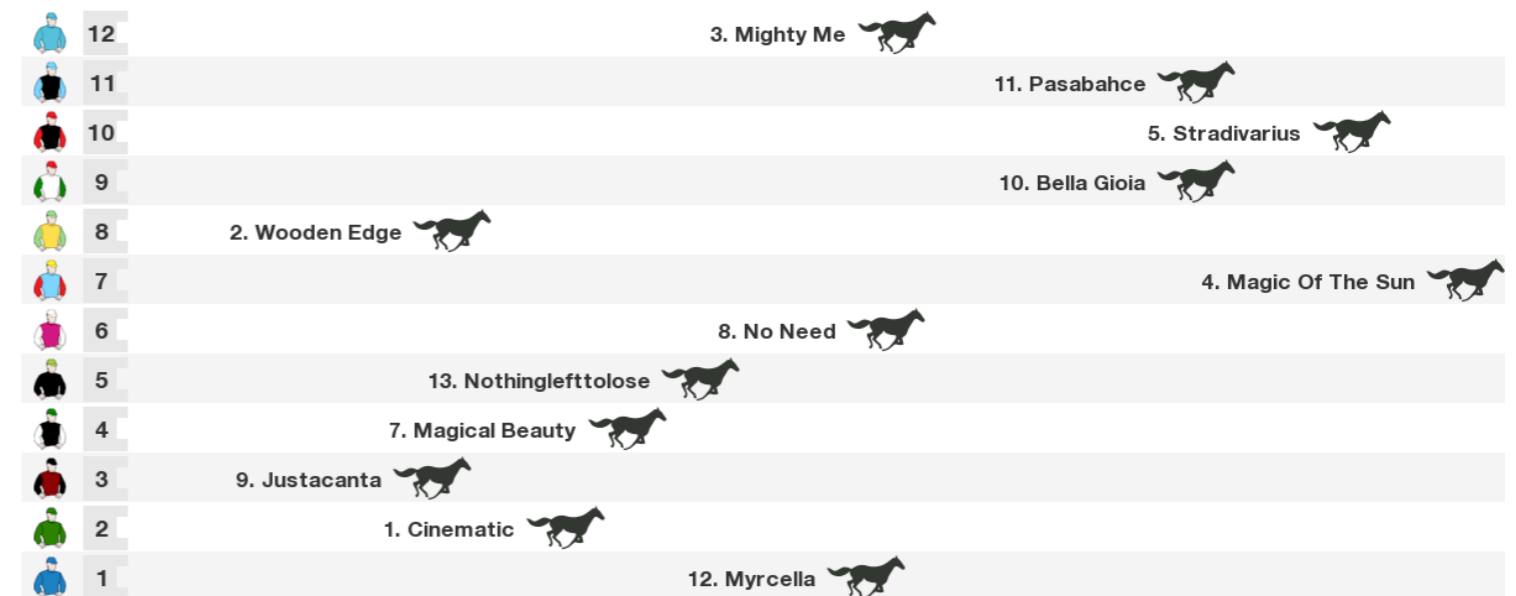 12 3. Mighty Me
11 11. Pasabahce
10 5. Stradivarius
9 10. Bella Gioia
8 2. Wooden Edge
7 4. Magic Of The Sun
6 8. No Need
5 13. Nothinglefttolose
4 7. Magical Beauty
3 9. Justacanta
2 1. Cinematic
1 12. Myrcella